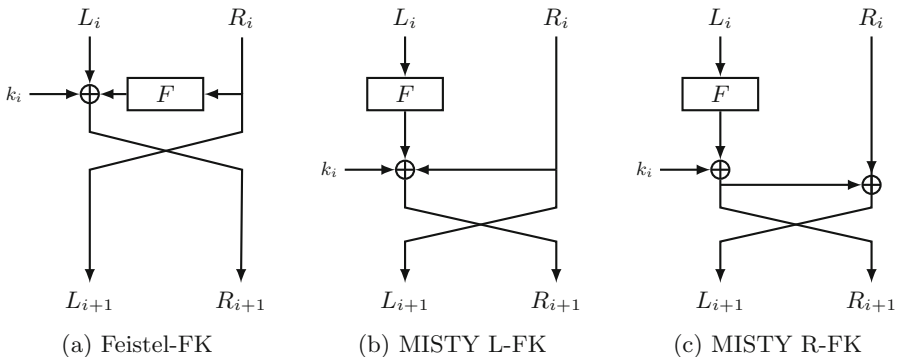 L_i R_i L_i R_i L_i R_i
k_i F F F
k_i k_i
L_{i+1} R_{i+1} L_{i+1} R_{i+1} L_{i+1} R_{i+1}
(a) Feistel-FK (b) MISTY L-FK (c) MISTY R-FK